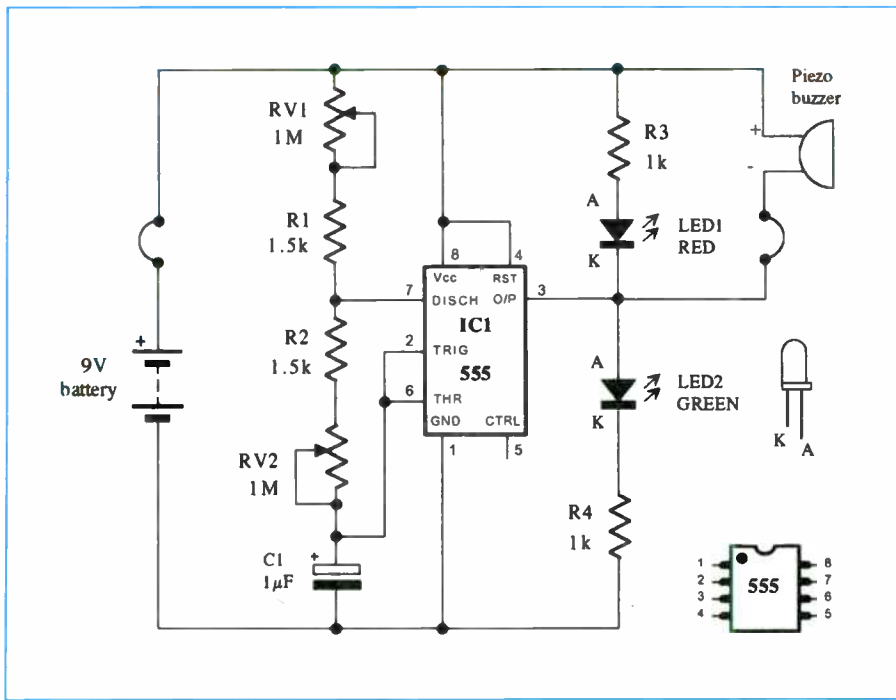 Piezo
buzzer
+
-
RV1
1M
R1
1.5k
R2
1.5k
RV2
1M
C1
+
1µF
+
9V
battery
8
4
Vcc
RST
7
DISCH
O/P
3
IC1
2
TRIG
555
6
THR
GND
CTRL
1
5
R3
1k
A
LED1
RED
K
A
LED2
GREEN
K
R4
1k
K
A
1
2
3
4
555
8
7
6
5